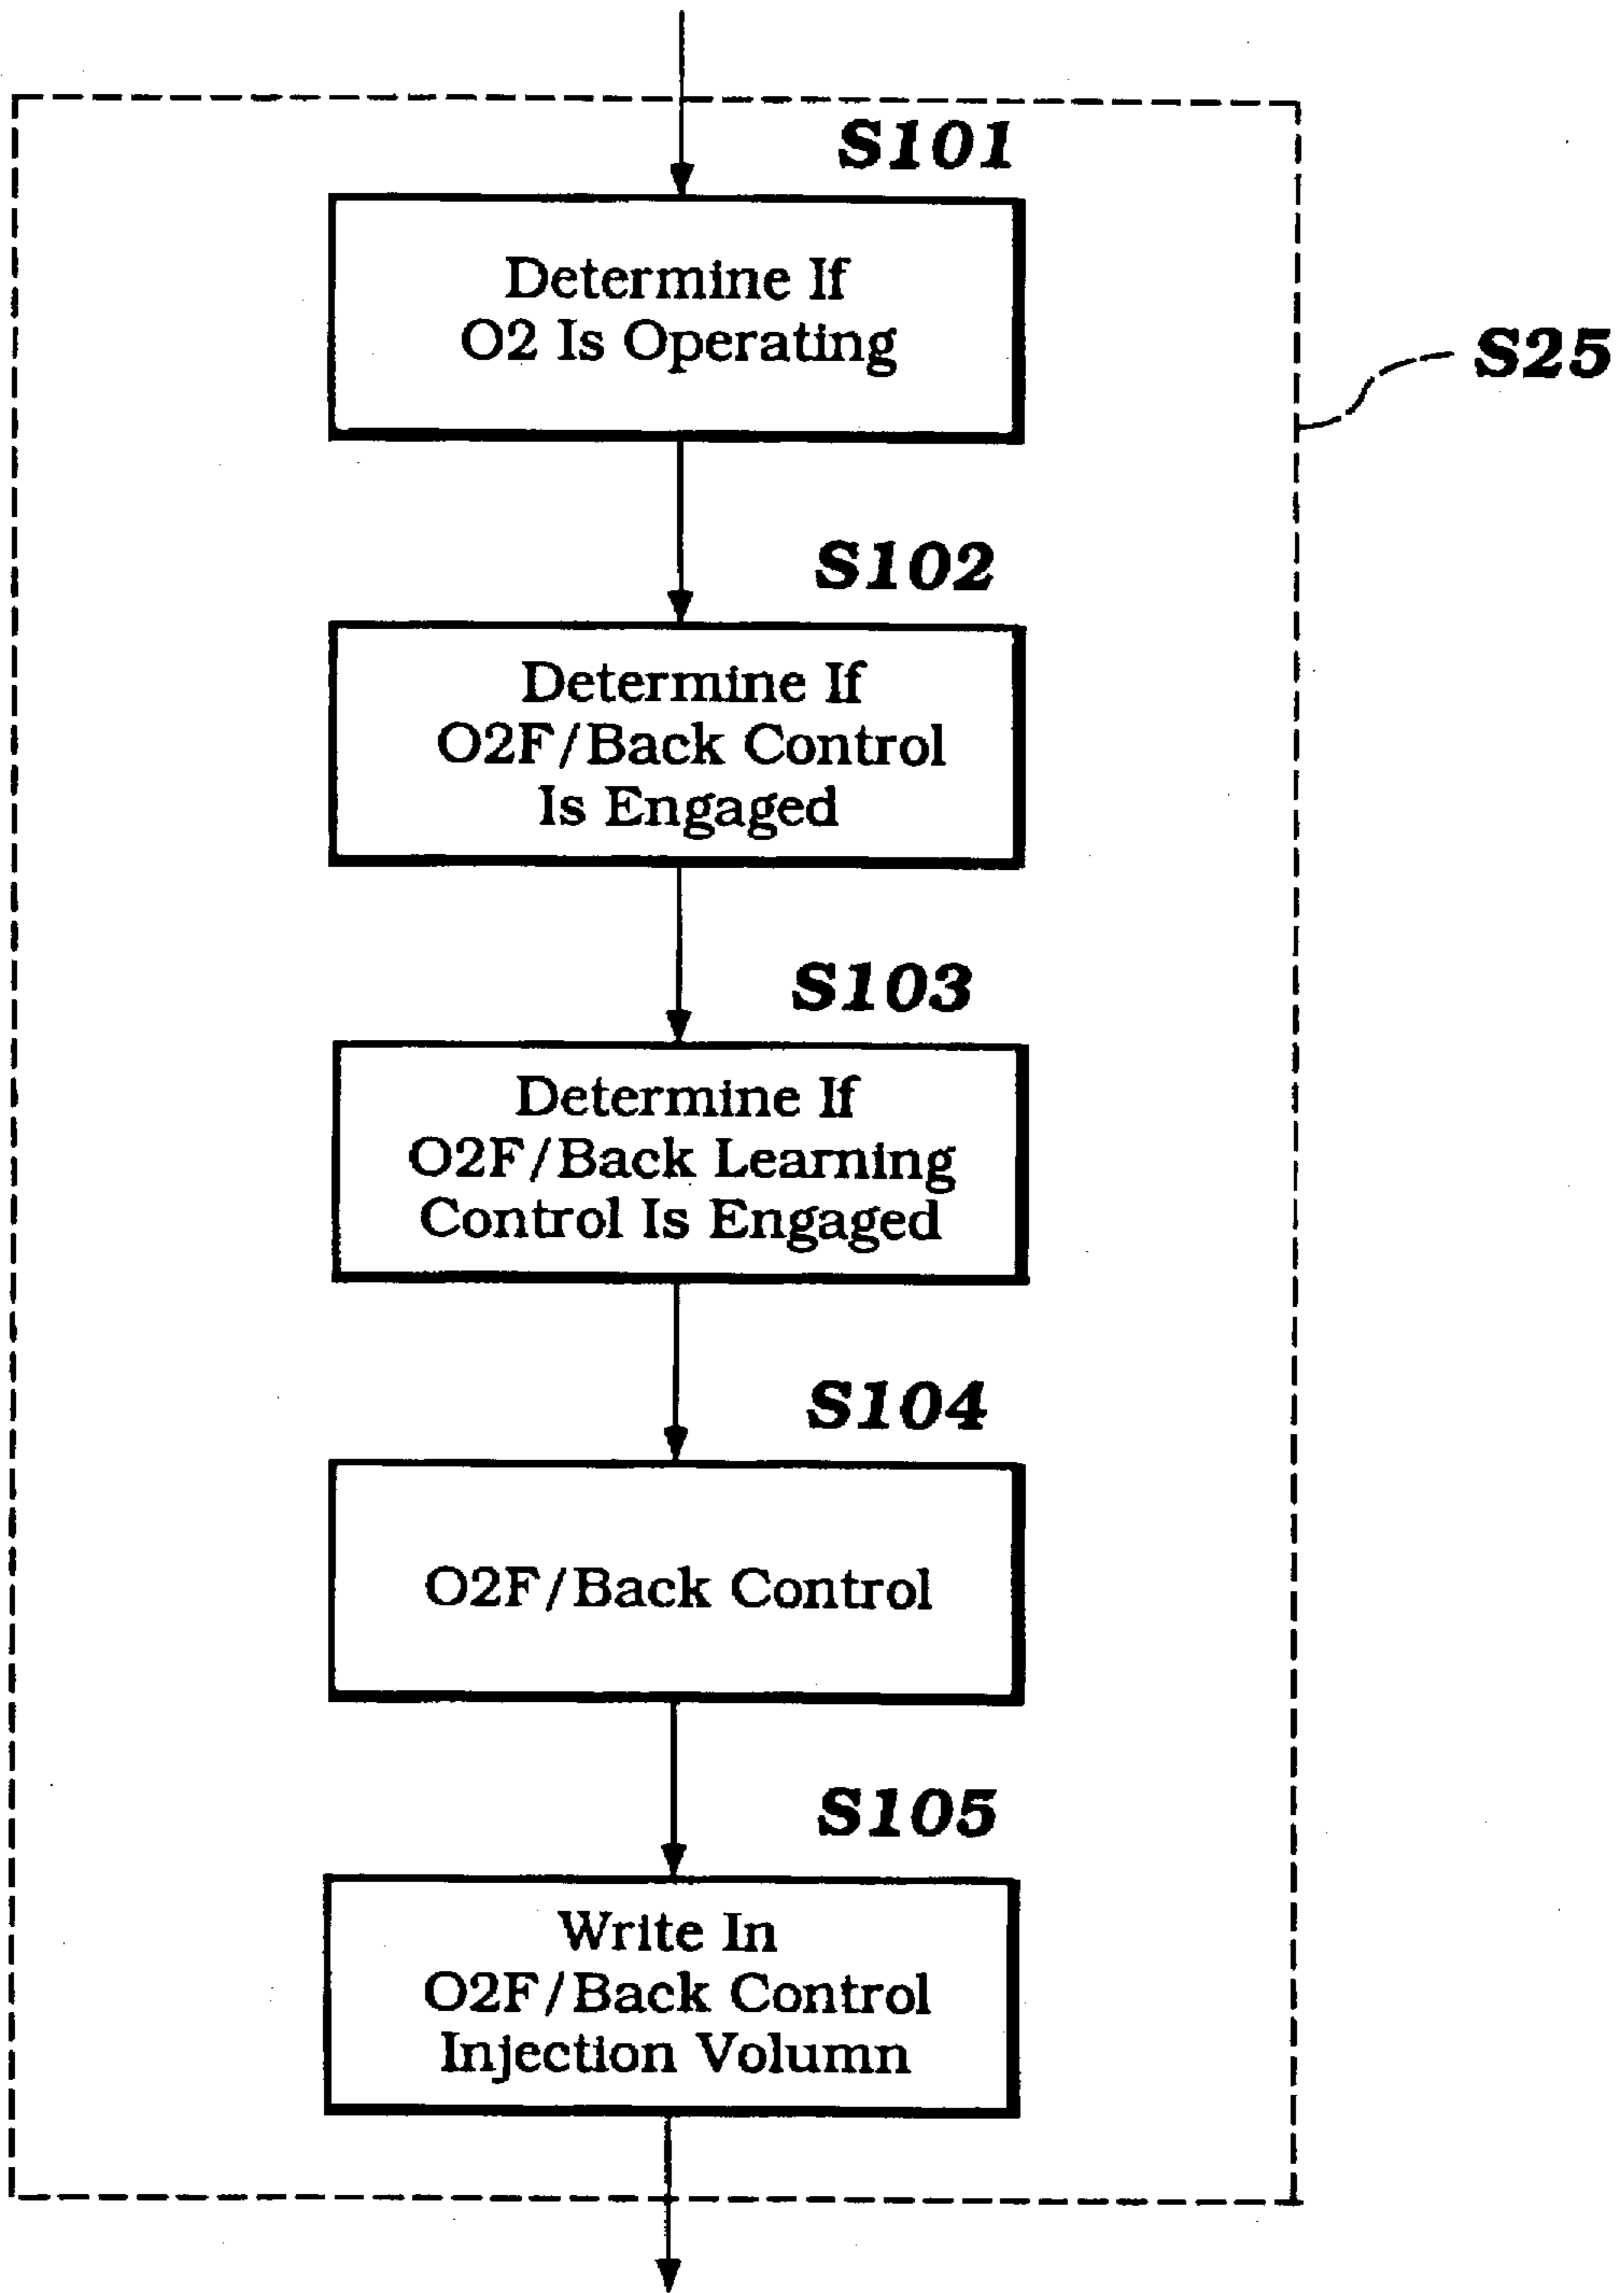 S101
Determine If
O2 Is Operating
S25
S102
Determine If
O2F/Back Control
Is Engaged
S103
Determine If
O2F/Back Learning
Control Is Engaged
S104
O2F/Back Control
S105
Write In
O2F/Back Control
Injection Volumn